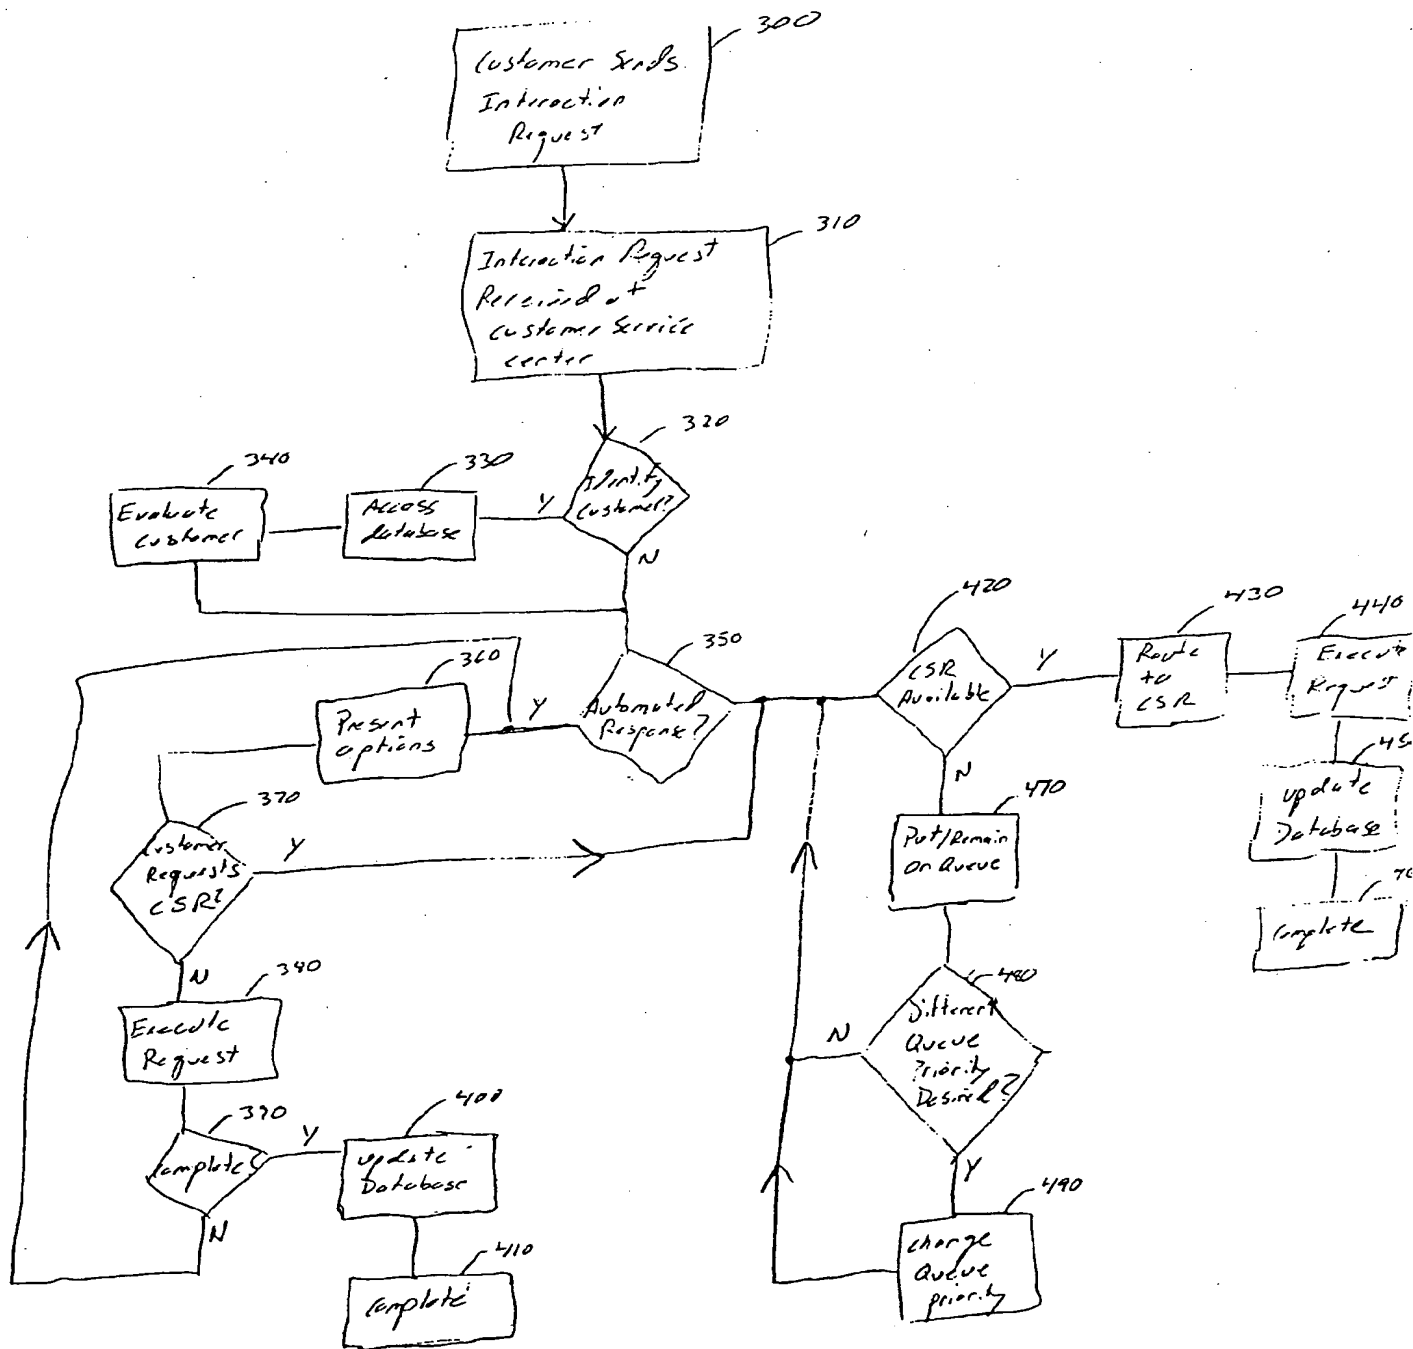 300
Customer Sends
Interaction
Request
310
Interaction Request
Received at
Customer Service
center
320
Identify
Customer?
Y
N
330
Access
database
340
Evaluate
customer
350
Automated
Response?
Y
360
Present
options
370
Customer
Requests
CSR?
Y
N
380
Execute
Request
390
Complete?
Y
N
400
update
Database
410
Complete
420
CSR
Available
Y
N
430
Route
to
CSR
440
Execute
Request
45
update
Database
Complete
470
Put/Remain
on Queue
480
Different
Queue
Priority
Desired?
N
Y
490
change
Queue
priority